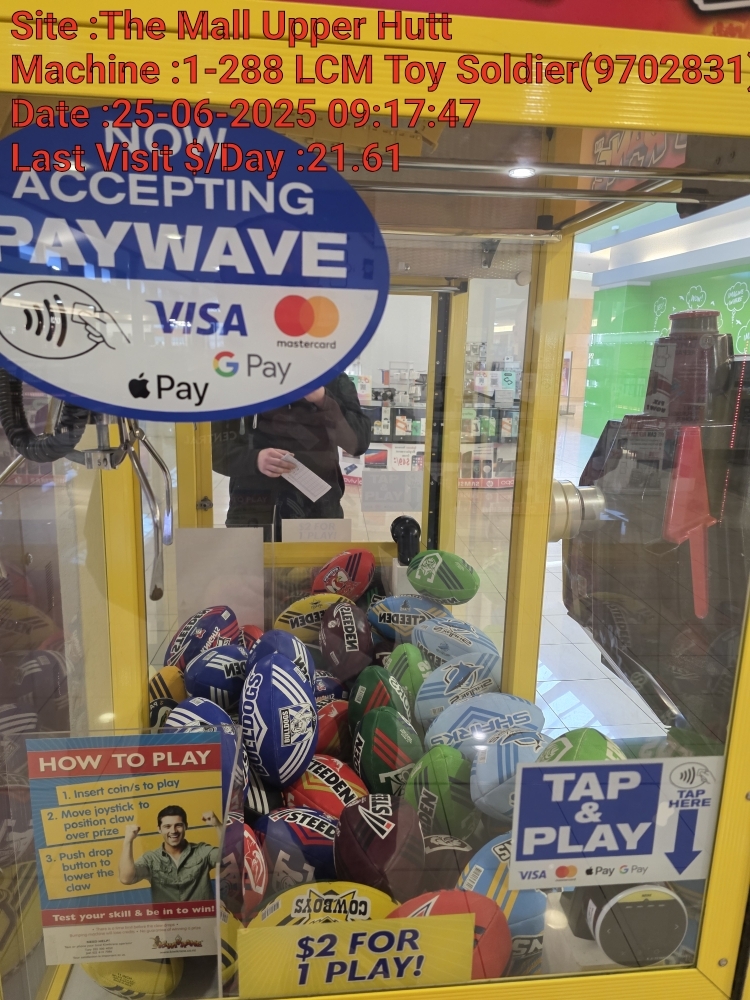 Site :The Mall Upper Hutt
Machine :1-288 LCM Toy Soldier(9702831)
Date :25-06-2025 09:17:47
Last Visit $/Day :21.61
NOW
ACCEPTING
PAYWAVE
VISA
mastercard
G Pay
Pay
STEEDEN
STEEDEN
STEEDEN
BULLDOGS
BULLDOGS
SHARKS
STEEDEN
STEED
COWBOYS
HOW TO PLAY
1. Insert coin/s to play
2. Move joystick to
position claw
over prize
3. Push drop
button to
lower the
claw
Test your skill & be in to win!
TAP
&
PLAY
TAP
HERE
VISA
Pay
G Pay
$2 FOR
1 PLAY!